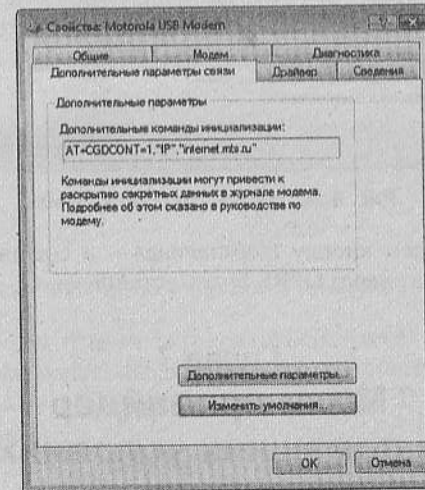 Свойства: Motorola USB Modem
Общие Модем Диагностика
Дополнительные параметры связи Драйвер Сведения
Дополнительные параметры
Дополнительные команды инициализации:
AT+CGDCONT=1,"IP","internet.mts.ru"
Команды инициализации могут привести к
раскрытию секретных данных в журнале модема.
Подробнее об этом сказано в руководстве по
модему.
Дополнительные параметры...
Изменить умолчания...
OK Отмена